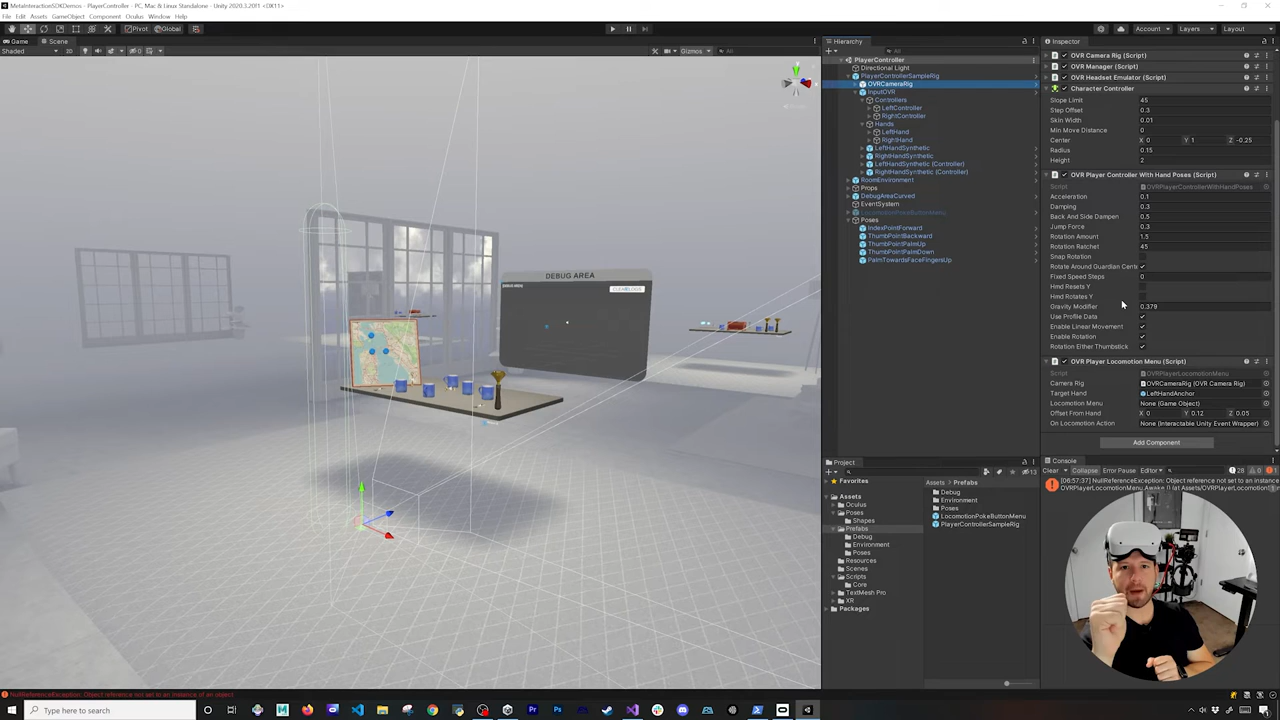 MetaInteractionSDKDemos - PlayerController - PC, Mac & Linux Standalone - Unity 2020.3.20f1 <DX11>
File Edit Assets GameObject Component Oculus Window Help
Pivot Global Account Layers Layout
Game Scene
Shaded 2D Gizmos All
DEBUG AREA
Hierarchy
All
PlayerController
Directional Light
PlayerControllerSampleRig
OVRCameraRig
InputOVR
Controllers
LeftController
RightController
Hands
LeftHand
RightHand
LeftHandSynthetic
RightHandSynthetic
LeftHandSynthetic (Controller)
RightHandSynthetic (Controller)
RoomEnvironment
Props
DebugAreaCurved
EventSystem
LocomotionPokeButtonMenu
Poses
IndexPointForward
ThumbPointBackward
ThumbPointPalmUp
ThumbPointPalmDown
PalmTowardsFaceFingersUp
Inspector
OVR Camera Rig (Script)
OVR Manager (Script)
OVR Headset Emulator (Script)
Character Controller
Slope Limit 45
Step Offset 0.3
Skin Width 0.01
Min Move Distance 0
Center X 0 Y 1 Z -0.25
Radius 0.15
Height 2
OVR Player Controller With Hand Poses (Script)
Script OVRPlayerControllerWithHandPoses
Acceleration 0.1
Damping 0.3
Back And Side Dampen 0.5
Jump Force 0.3
Rotation Amount 1.5
Rotation Ratchet 45
Snap Rotation
Rotate Around Guardian Cente
Fixed Speed Steps 0
Hmd Resets Y
Hmd Rotates Y
Gravity Modifier 0.379
Use Profile Data
Enable Linear Movement
Enable Rotation
Rotation Either Thumbstick
OVR Player Locomotion Menu (Script)
Script OVRPlayerLocomotionMenu
Camera Rig OVRCameraRig (OVR Camera Rig)
Target Hand LeftHandAnchor
Locomotion Menu None (Game Object)
Offset From Hand X 0 Y 0.12 Z 0.05
On Locomotion Action None (Interactable Unity Event Wrapper)
Add Component
Project
13
Favorites
Assets
Oculus
Poses
Shapes
Prefabs
Debug
Environment
Poses
Resources
Scenes
Scripts
Core
TextMesh Pro
XR
Packages
Assets > Prefabs
Debug
Environment
Poses
LocomotionPokeButtonMenu
PlayerControllerSampleRig
Console
Clear Collapse Error Pause Editor 28 0 1
[06:57:37] NullReferenceException: Object reference not set to an instance
OVRPlayerLocomotionMenu.Awake () (at Assets/OVRPlayerLocomotion
NullReferenceException: Object reference not set to an instance of an object
Type here to search